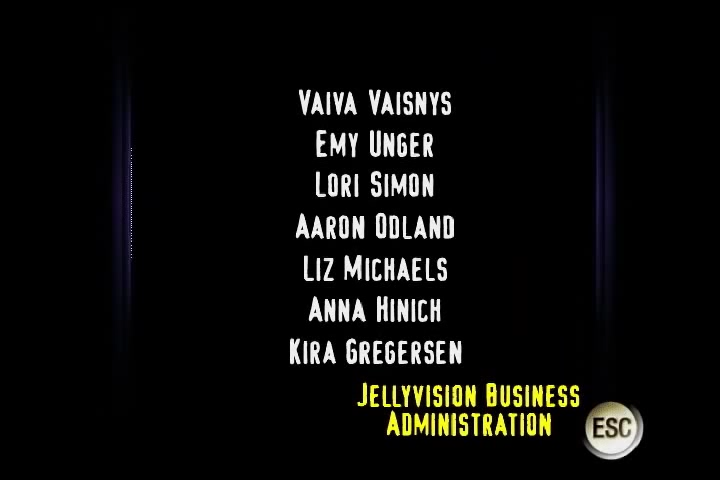 Vaiva Vaisnys
Emy Unger
Lori Simon
Aaron Odland
Liz Michaels
Anna Hinich
Kira Gregersen
Jellyvision Business
Administration
ESC